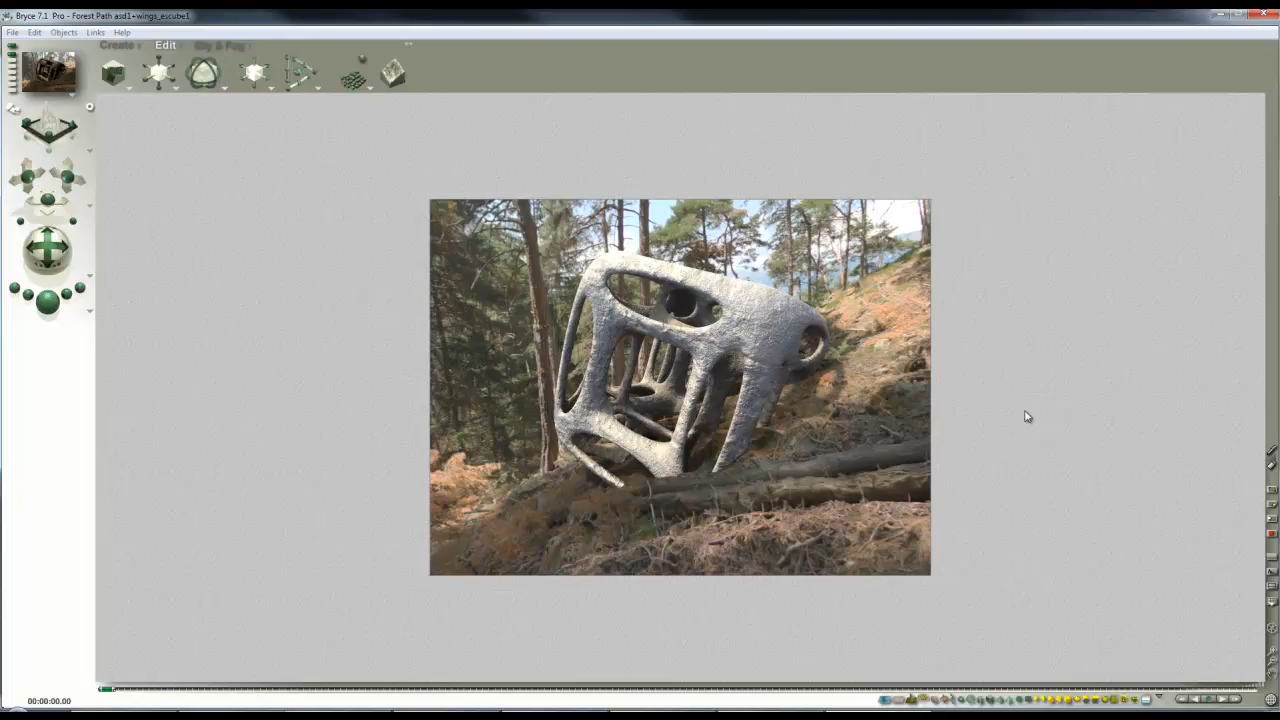 Bryce 7.1 Pro - Forest Path asd1+wings_escube1
File Edit Objects Links Help
Create Edit Sky & Fog
00:00:00.00